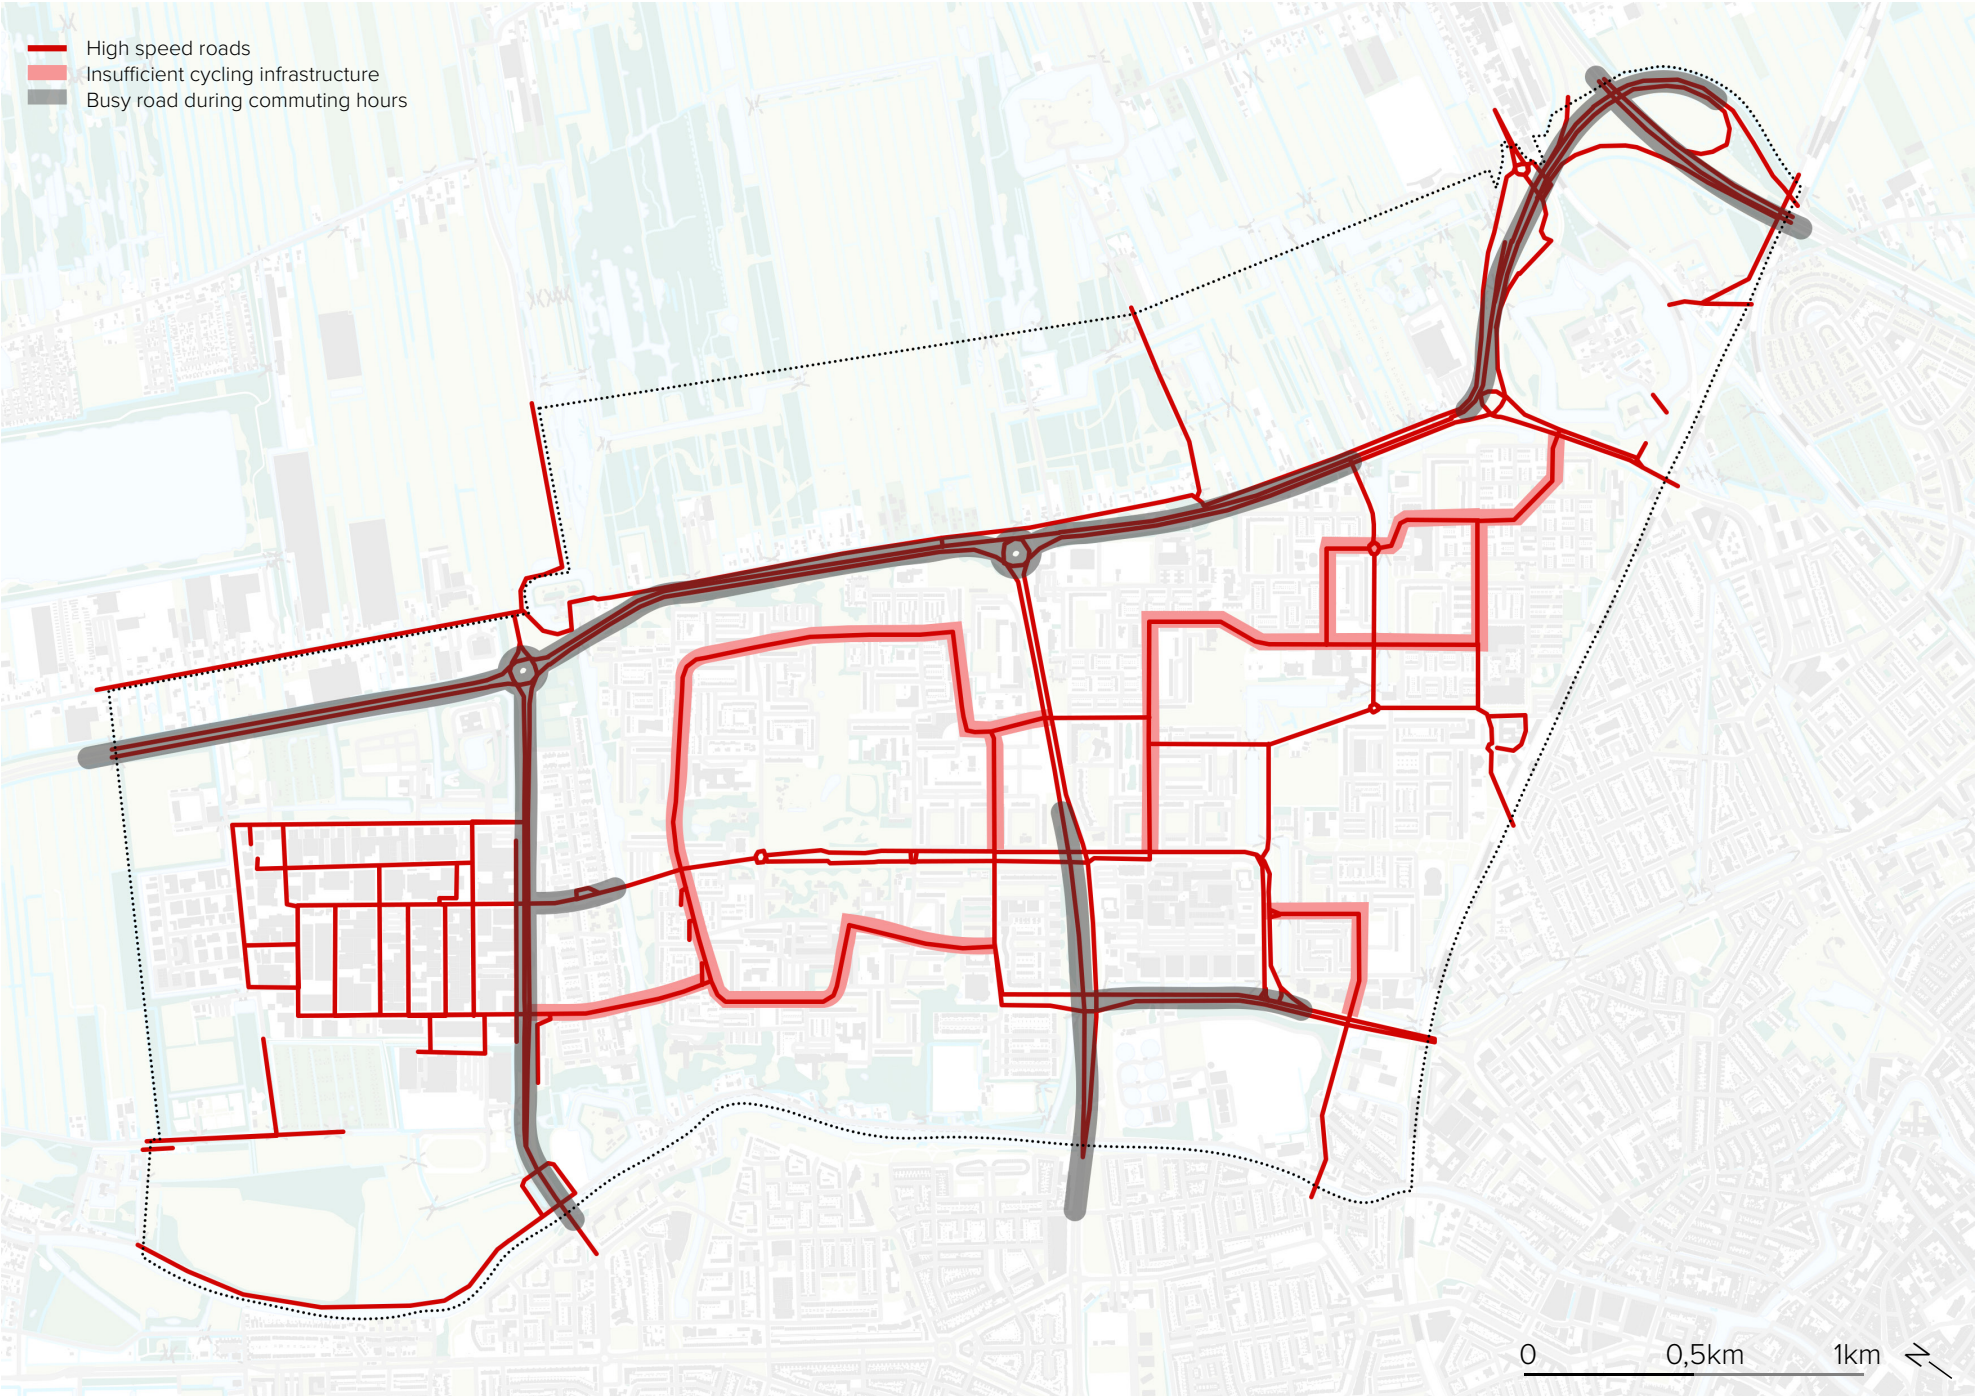 High speed roads
Insufficient cycling infrastructure
Busy road during commuting hours
0 0,5km 1km N